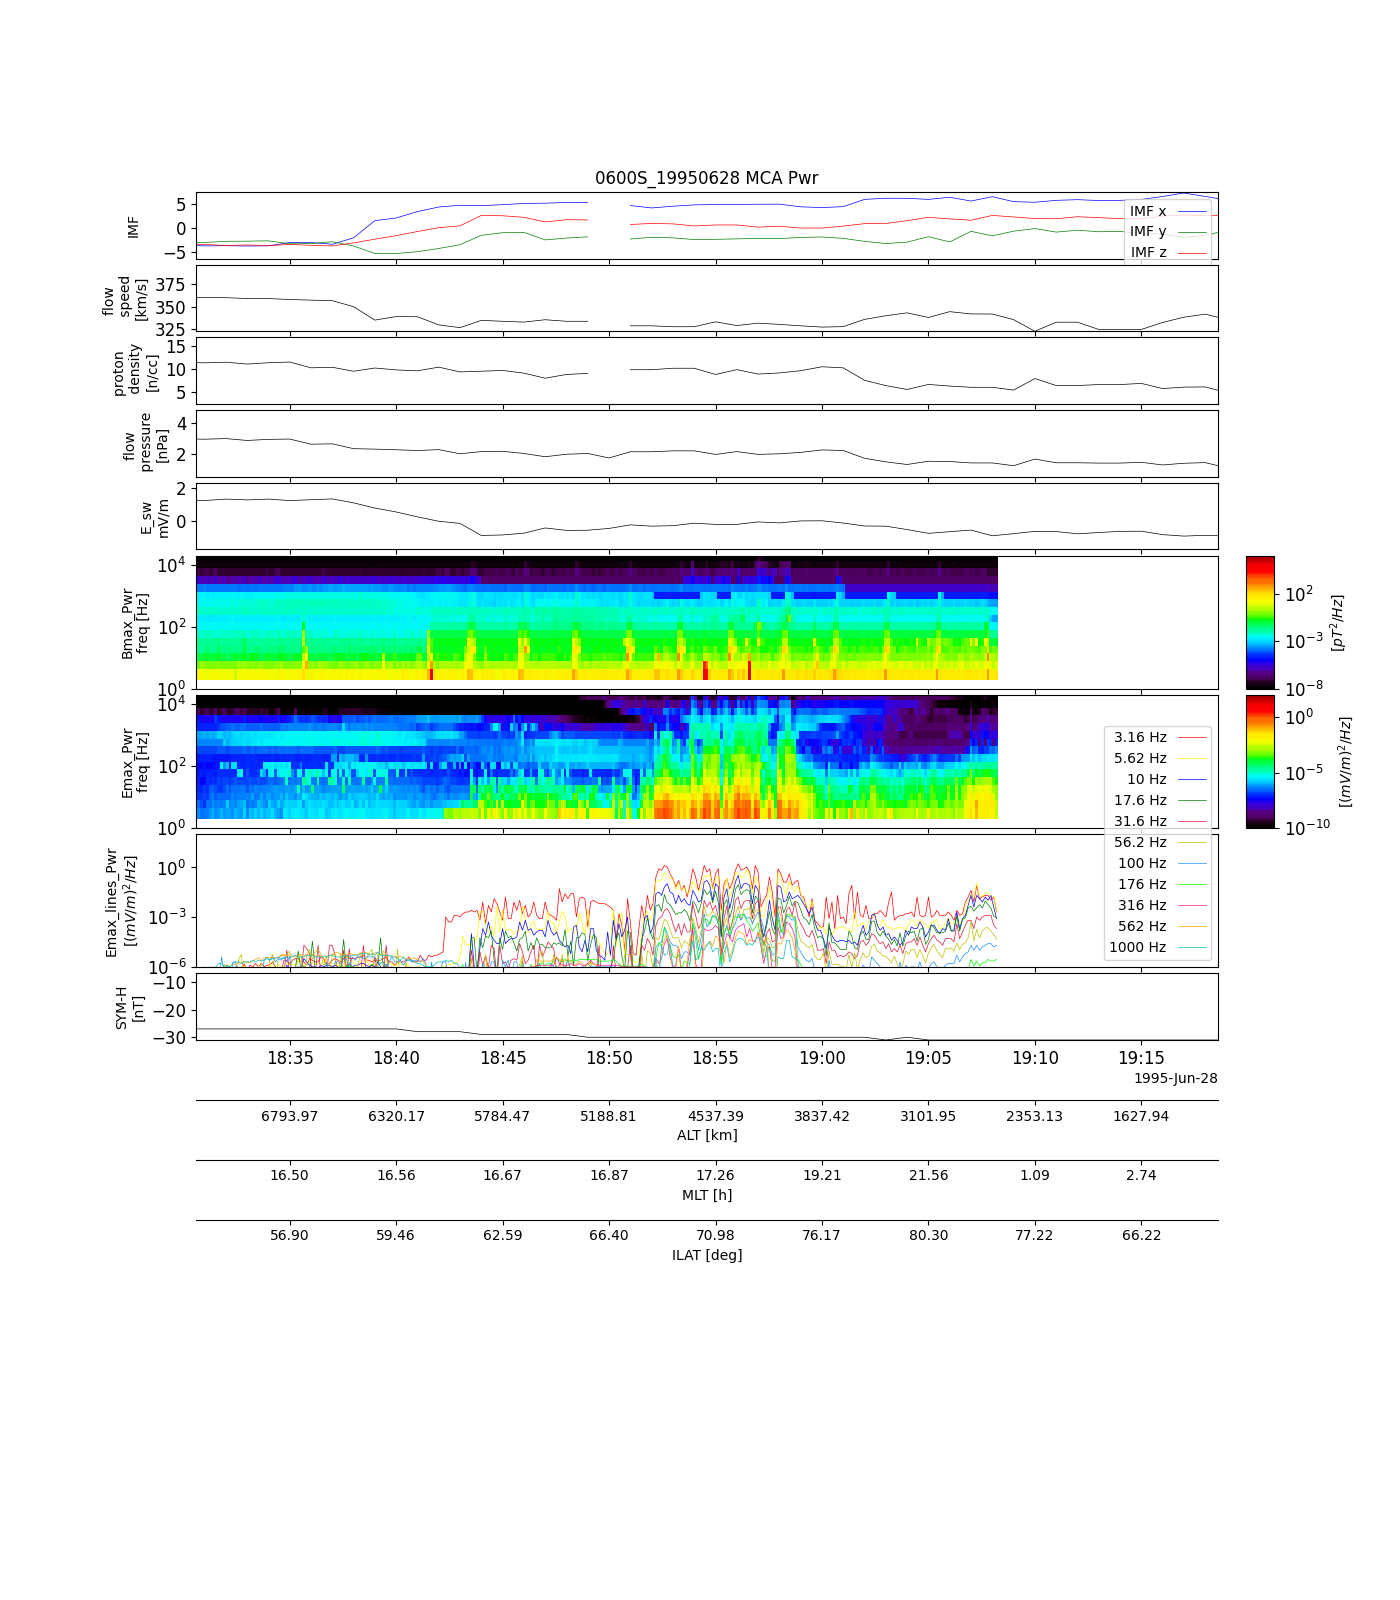 0600S_19950628 MCA Pwr
IMF
5
0
−5
IMF x
IMF y
IMF z
flow
speed
[km/s]
375
350
325
proton
density
[n/cc]
15
10
5
flow
pressure
[nPa]
4
2
E_sw
mV/m
2
0
Bmax_Pwr
freq [Hz]
10^4
10^2
10^0
10^2
10^−3
10^−8
[pT^2/Hz]
Emax_Pwr
freq [Hz]
10^4
10^2
10^0
10^0
10^−5
10^−10
[(mV/m)^2/Hz]
3.16 Hz
5.62 Hz
10 Hz
17.6 Hz
31.6 Hz
56.2 Hz
100 Hz
176 Hz
316 Hz
562 Hz
1000 Hz
Emax_lines_Pwr
[(mV/m)^2/Hz]
10^0
10^−3
10^−6
SYM-H
[nT]
−10
−20
−30
18:35 18:40 18:45 18:50 18:55 19:00 19:05 19:10 19:15
1995-Jun-28
6793.97 6320.17 5784.47 5188.81 4537.39 3837.42 3101.95 2353.13 1627.94
ALT [km]
16.50 16.56 16.67 16.87 17.26 19.21 21.56 1.09 2.74
MLT [h]
56.90 59.46 62.59 66.40 70.98 76.17 80.30 77.22 66.22
ILAT [deg]